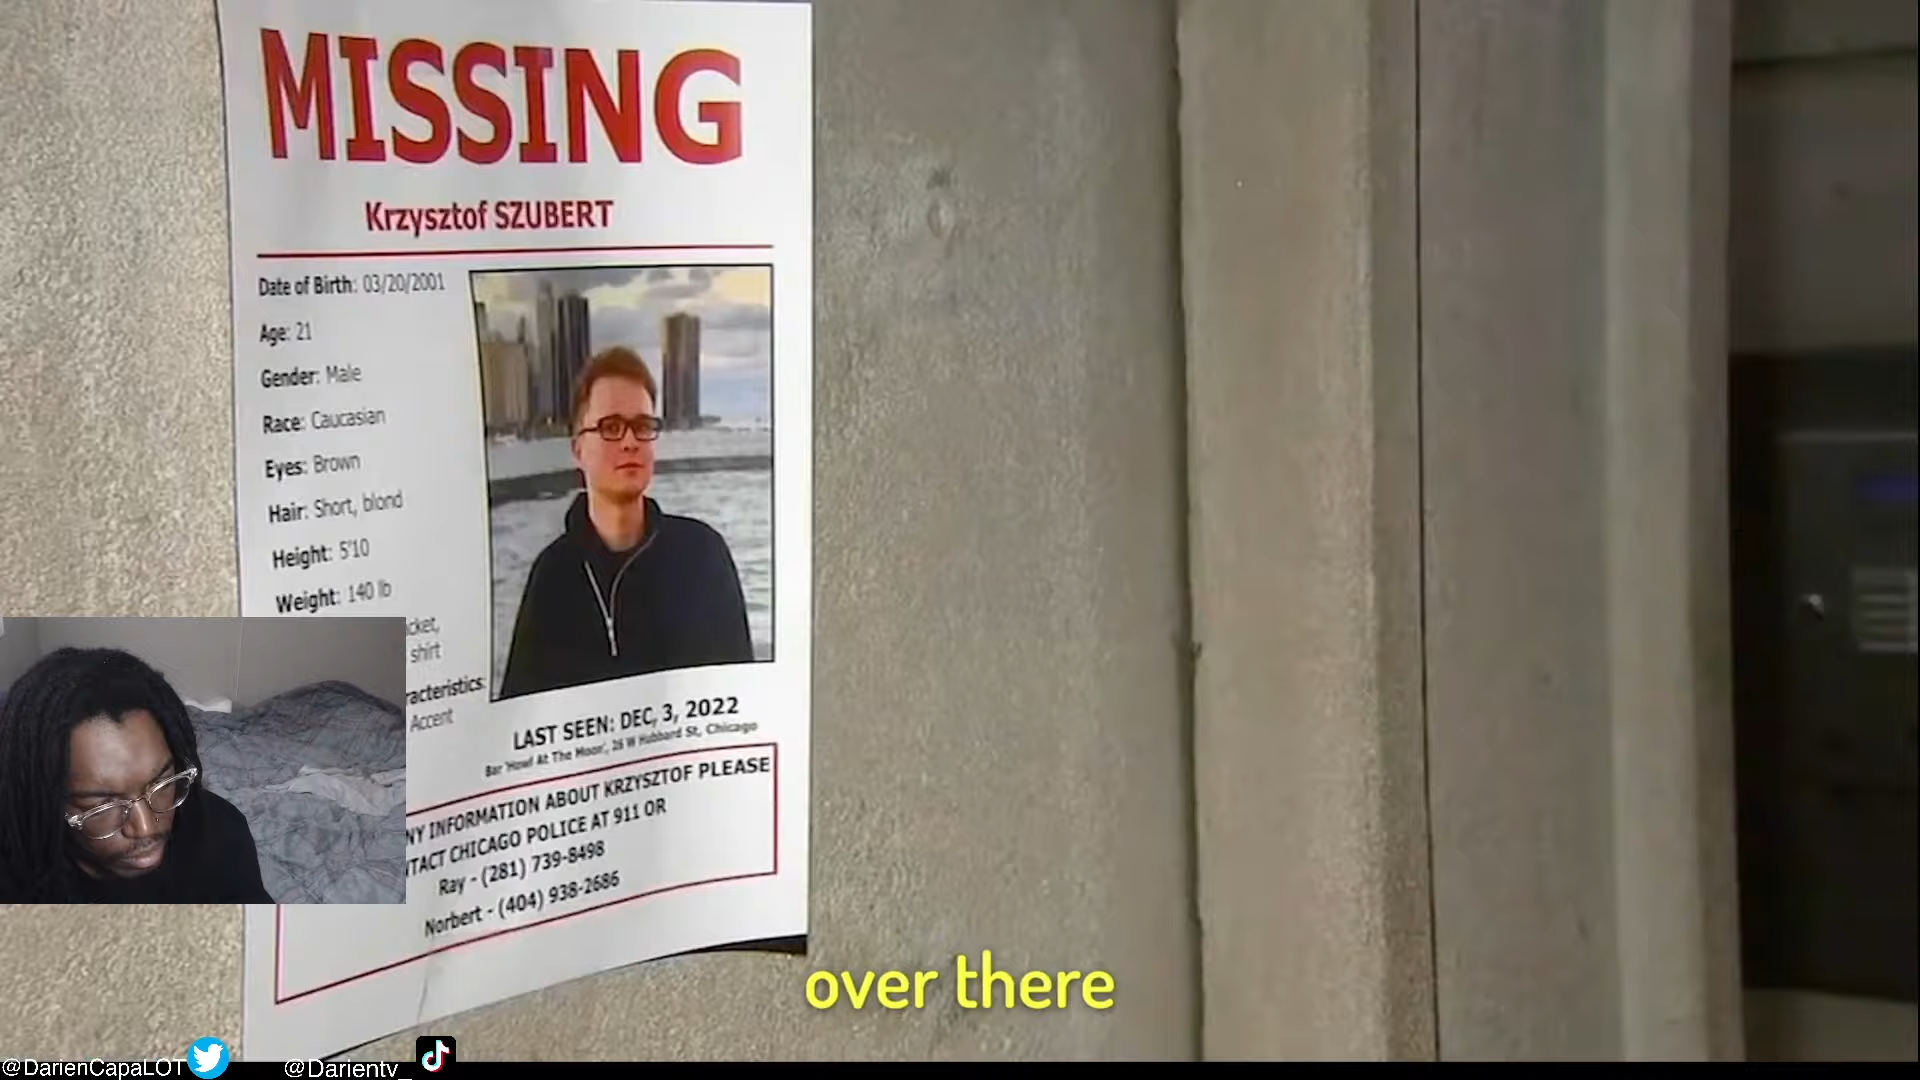 MISSING
Krzysztof SZUBERT
Date of Birth: 03/20/2001
Age: 21
Gender: Male
Race: Caucasian
Eyes: Brown
Hair: Short, blond
Height: 5'10
Weight: 140 lb
cket,
shirt
racteristics:
Accent
LAST SEEN: DEC, 3, 2022
Bar 'Howl At The Moon', 26 W Hubbard St, Chicago
NY INFORMATION ABOUT KRZYSZTOF PLEASE
NTACT CHICAGO POLICE AT 911 OR
Ray - (281) 739-8498
Norbert - (404) 938-2686
over there
@DarienCapaLOT
@Darientv_